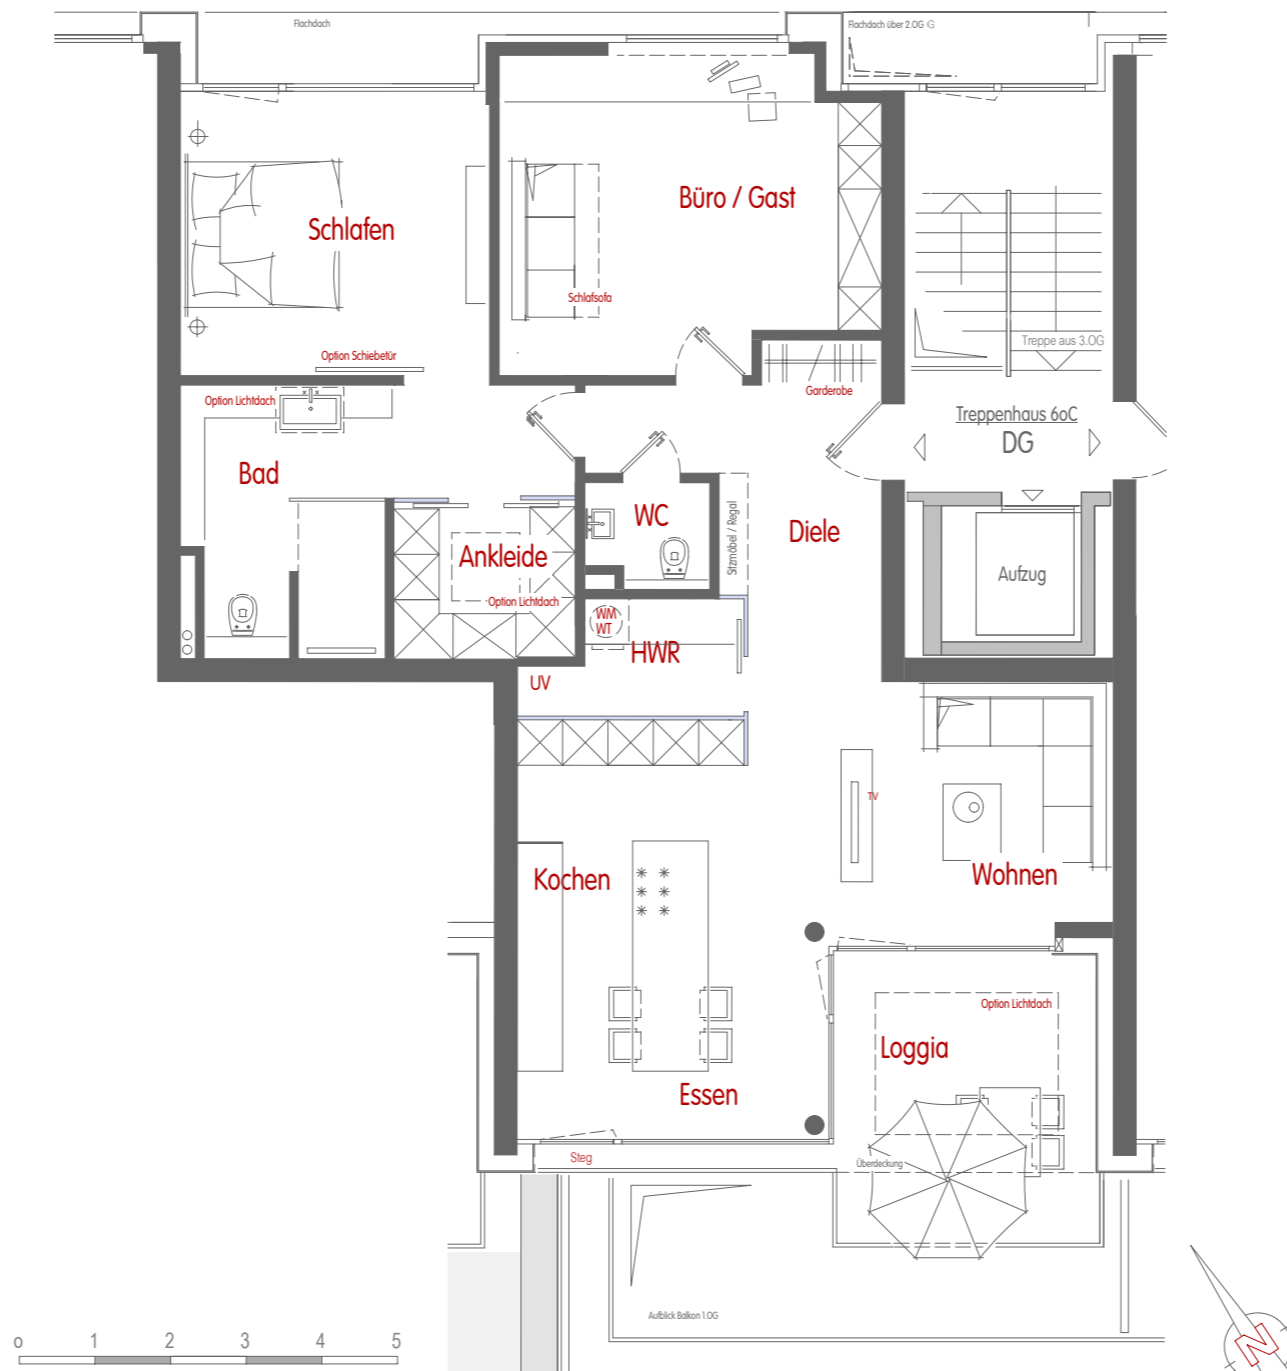 Flachdach
Flachdach über 2.OG G
Büro / Gast
Schlafen
Schlafsofa
Treppe aus 3.OG
Option Schiebetür
Garderobe
Option Lichtdach
Treppenhaus 6oC
DG
Bad
WC
Diele
Sitzmöbel / Regal
Ankleide
Option Lichtdach
Aufzug
WM
WT
HWR
UV
TV
Kochen
Wohnen
Option Lichtdach
Loggia
Essen
Steg
Überdeckung
Aufblick Balkon 1.OG
o 1 2 3 4 5
N